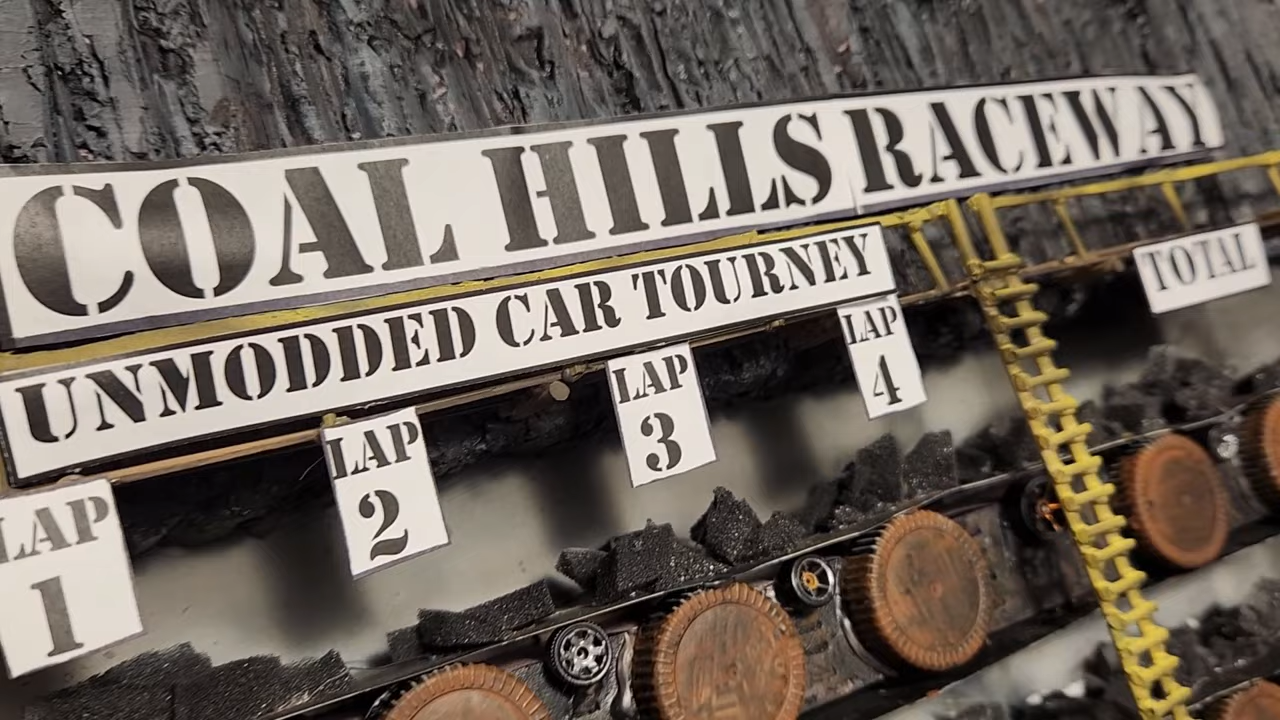 COAL HILLS RACEWAY
UNMODDED CAR TOURNEY
LAP
1
LAP
2
LAP
3
LAP
4
TOTAL